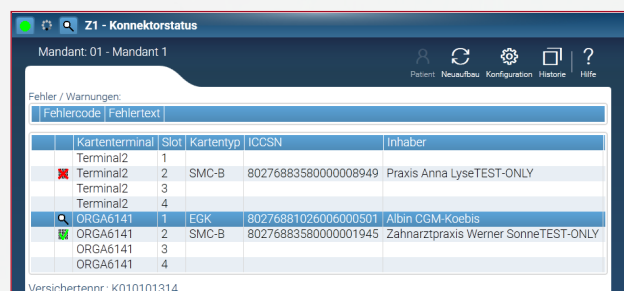 Z1 - Konnektorstatus
Mandant: 01 - Mandant 1
Patient Neuaufbau Konfiguration Historie Hilfe
Fehler / Warnungen:
Fehlercode Fehlertext
Kartenterminal Slot Kartentyp ICCSN Inhaber
Terminal2 1
Terminal2 2 SMC-B 80276883580000008949 Praxis Anna LyseTEST-ONLY
Terminal2 3
Terminal2 4
ORGA6141 1 EGK 80276881026006000501 Albin CGM-Koebis
ORGA6141 2 SMC-B 80276883580000001945 Zahnarztpraxis Werner SonneTEST-ONLY
ORGA6141 3
ORGA6141 4
Versichertennr.: K010101314